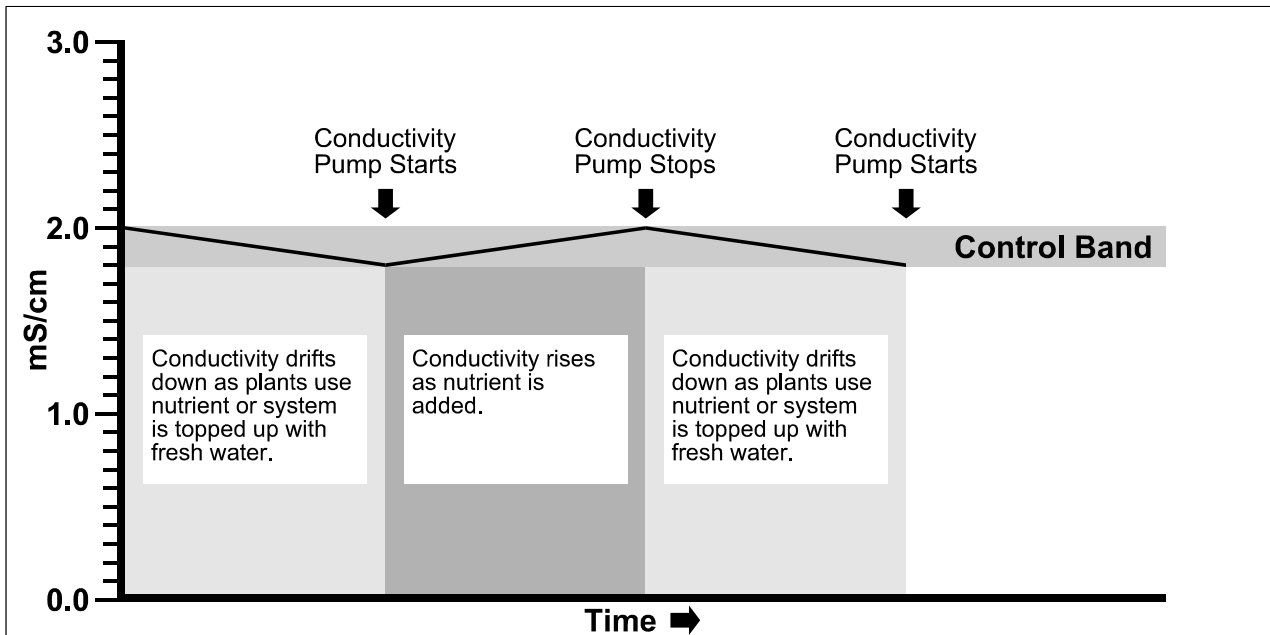 3.0
2.0
1.0
0.0
mS/cm
Conductivity
Pump Starts
Conductivity
Pump Stops
Conductivity
Pump Starts
Control Band
Conductivity drifts
down as plants use
nutrient or system
is topped up with
fresh water.
Conductivity rises
as nutrient is
added.
Conductivity drifts
down as plants use
nutrient or system
is topped up with
fresh water.
Time